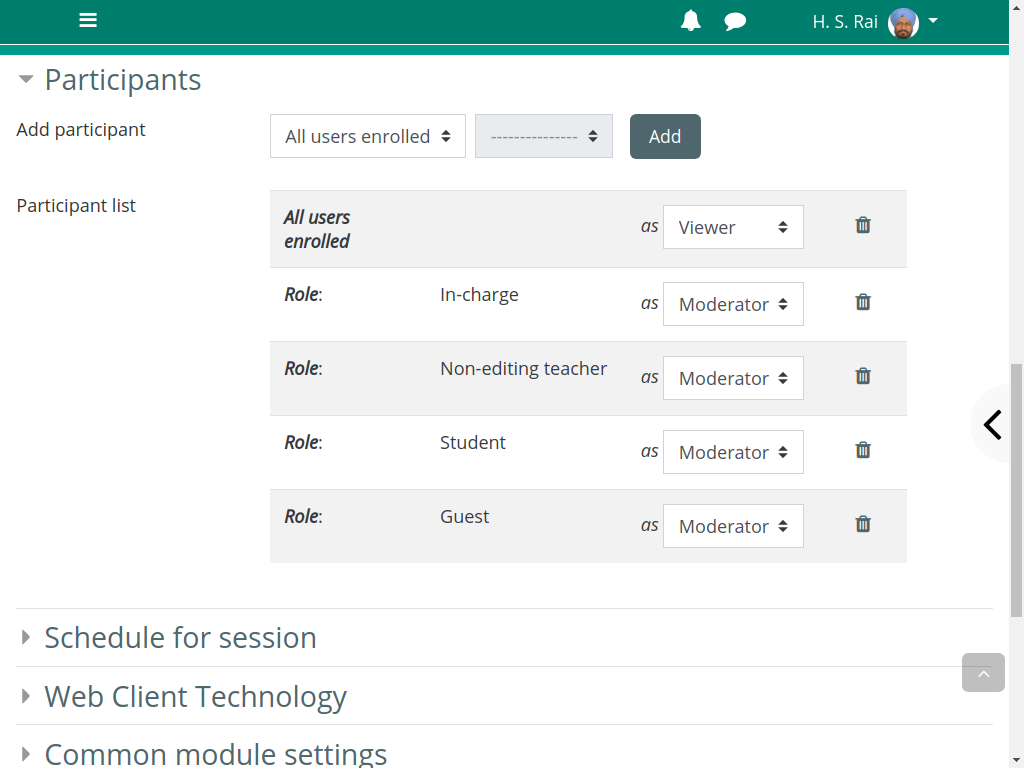 H. S. Rai
Participants
Add participant
All users enrolled
---------------
Add
Participant list
All users
enrolled
as
Viewer
Role:
In-charge
as
Moderator
Role:
Non-editing teacher
as
Moderator
Role:
Student
as
Moderator
Role:
Guest
as
Moderator
Schedule for session
Web Client Technology
Common module settings